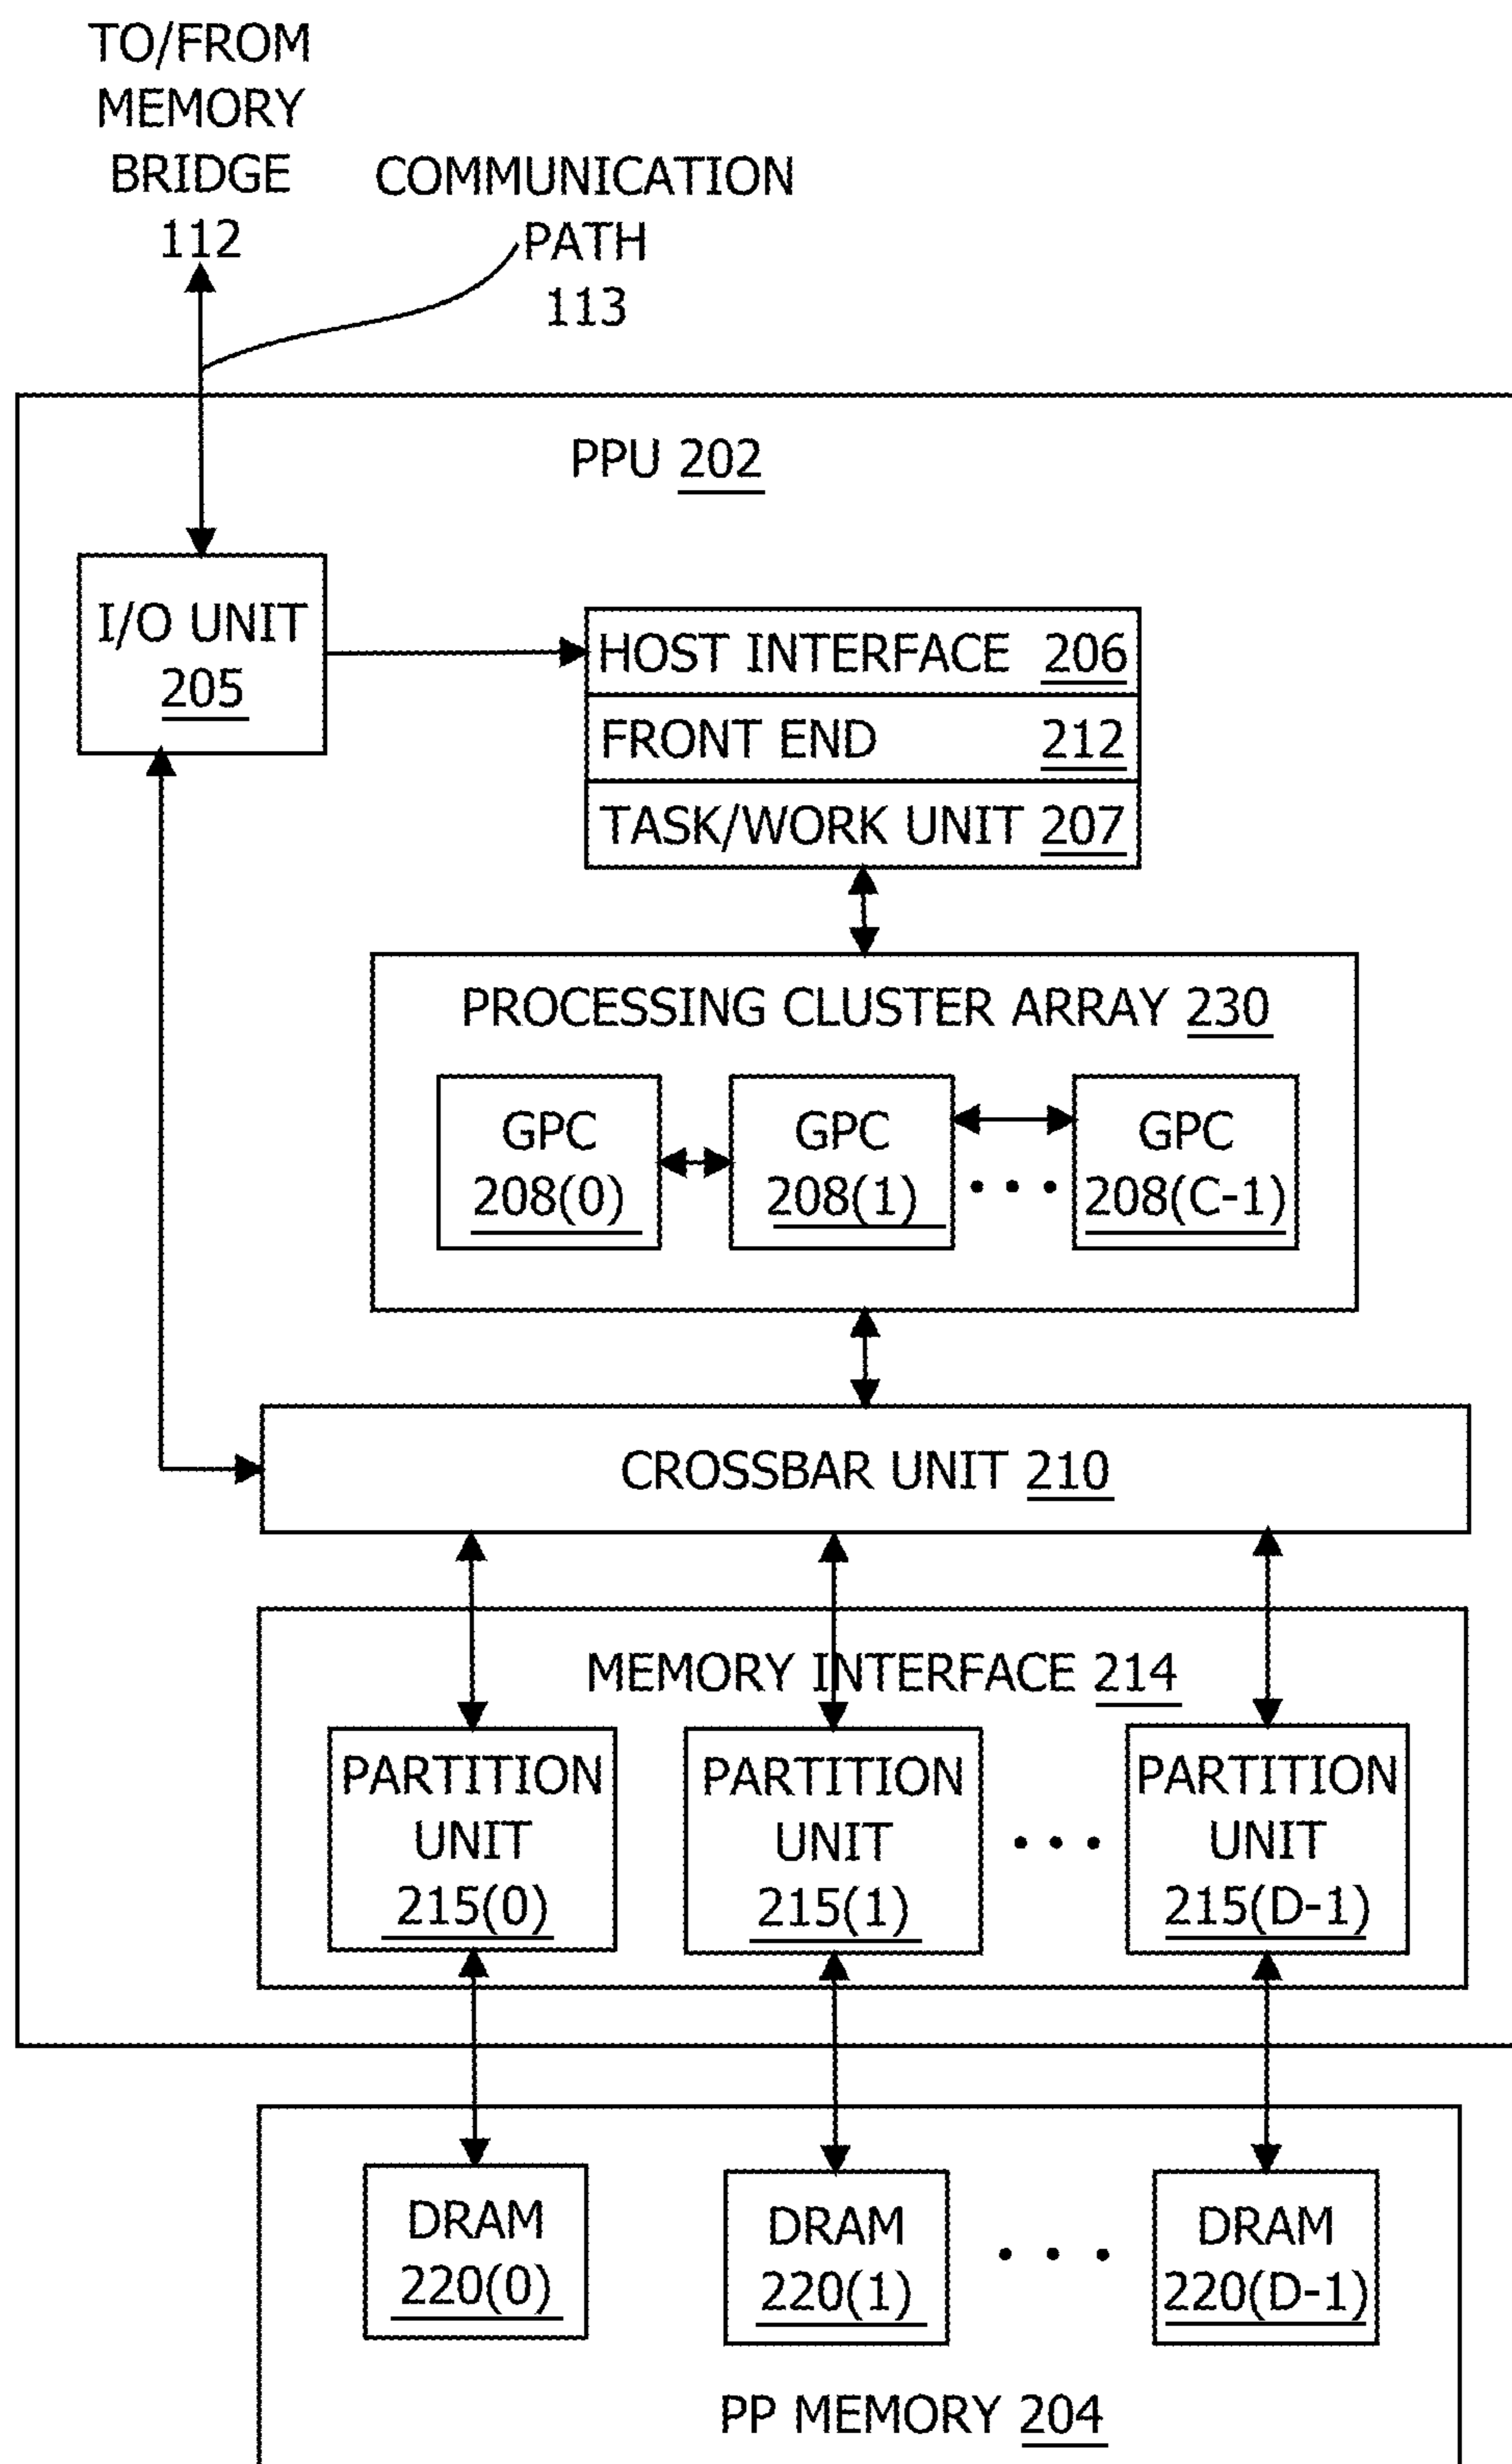 TO/FROM
MEMORY
BRIDGE
112
COMMUNICATION
PATH
113
PPU 202
I/O UNIT
205
HOST INTERFACE 206
FRONT END 212
TASK/WORK UNIT 207
PROCESSING CLUSTER ARRAY 230
GPC
208(0)
GPC
208(1)
• • •
GPC
208(C-1)
CROSSBAR UNIT 210
MEMORY INTERFACE 214
PARTITION
UNIT
215(0)
PARTITION
UNIT
215(1)
• • •
PARTITION
UNIT
215(D-1)
DRAM
220(0)
DRAM
220(1)
• • •
DRAM
220(D-1)
PP MEMORY 204